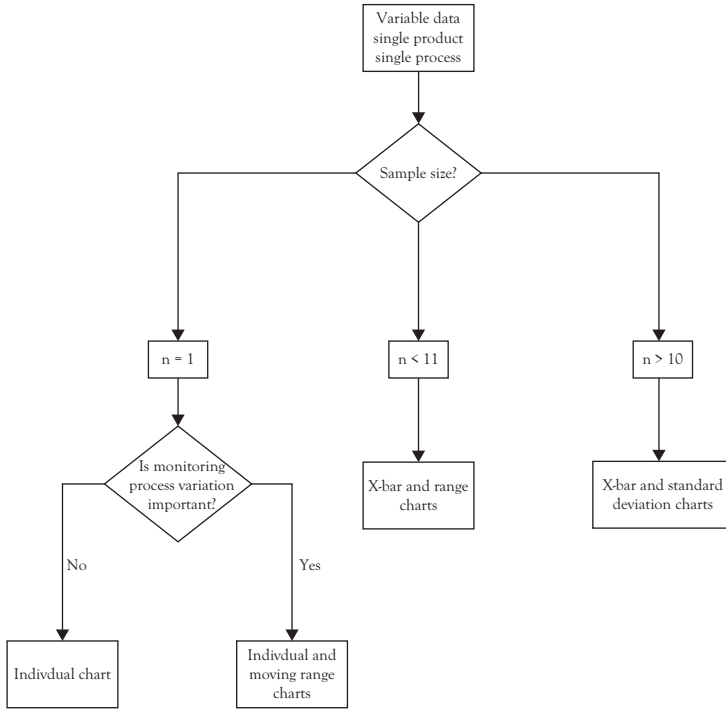 Variable data
single product
single process
Sample size?
n = 1
n < 11
n > 10
Is monitoring
process variation
important?
X-bar and range
charts
X-bar and standard
deviation charts
No
Yes
Indivdual chart
Indivdual and
moving range
charts